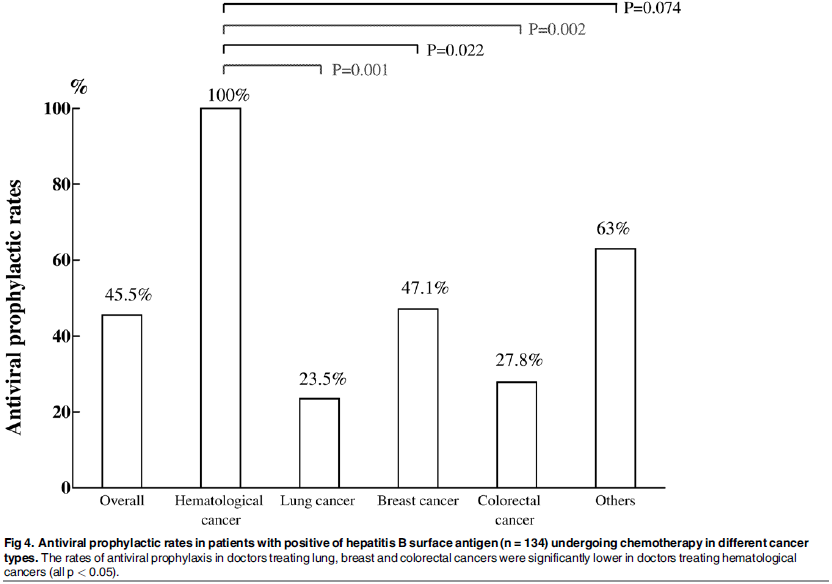 P=0.074
P=0.002
P=0.022
P=0.001
%
100%
100
80
63%
60
Antiviral prophylactic rates
45.5%
47.1%
40
27.8%
23.5%
20
0
Overall
Hematological
cancer
Lung cancer
Breast cancer
Colorectal
cancer
Others
Fig 4. Antiviral prophylactic rates in patients with positive of hepatitis B surface antigen (n = 134) undergoing chemotherapy in different cancer
types. The rates of antiviral prophylaxis in doctors treating lung, breast and colorectal cancers were significantly lower in doctors treating hematological
cancers (all p < 0.05).